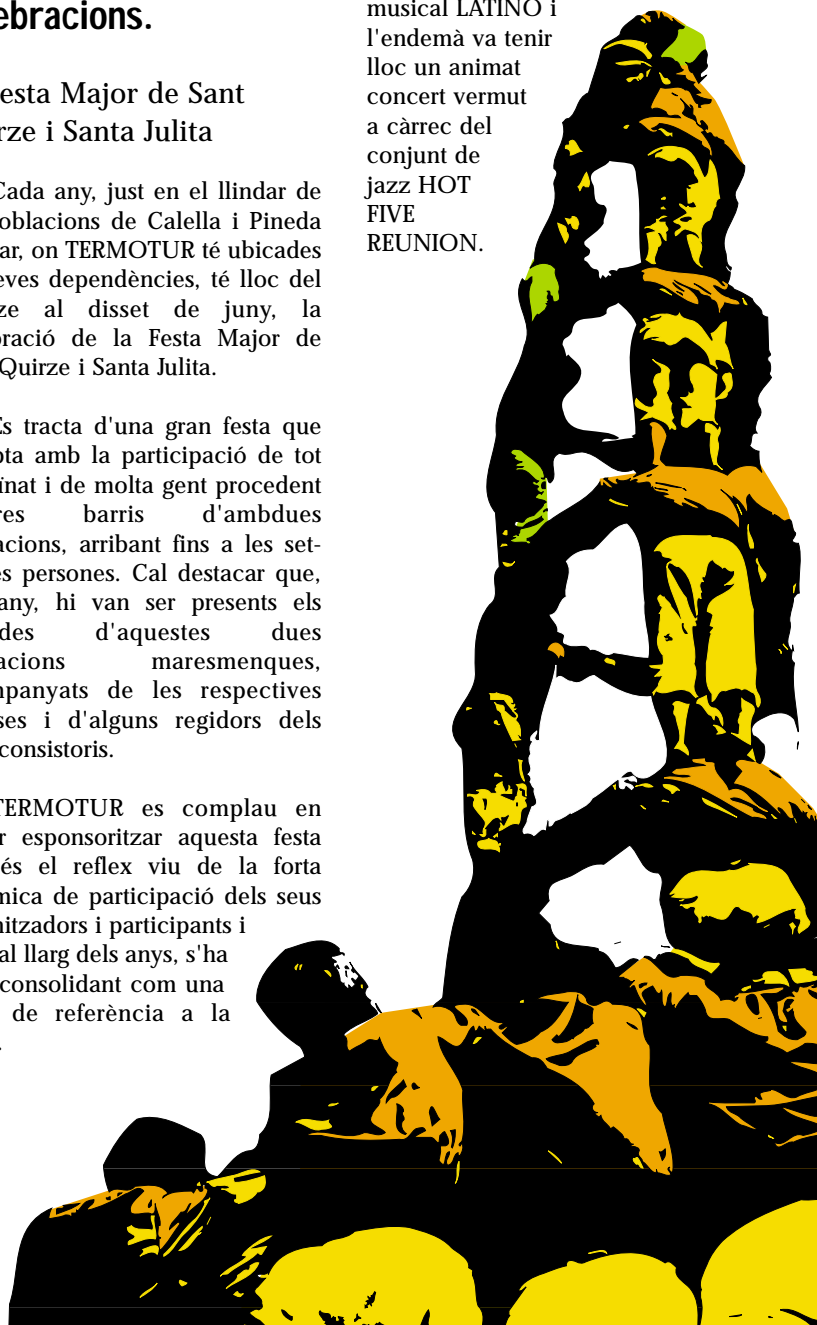 ebracions.
esta Major de Sant
rze i Santa Julita
Cada any, just en el llindar de
oblacions de Calella i Pineda
ar, on TERMOTUR té ubicades
eves dependències, té lloc del
ze al disset de juny, la
ració de la Festa Major de
Quirze i Santa Julita.
Es tracta d'una gran festa que
pta amb la participació de tot
ïnat i de molta gent procedent
res barris d'ambdues
acions, arribant fins a les set-
es persones. Cal destacar que,
any, hi van ser presents els
des d'aquestes dues
acions maresmenques,
mpanyats de les respectives
ses i d'alguns regidors dels
consistoris.
TERMOTUR es complau en
r esponsoritzar aquesta festa
és el reflex viu de la forta
mica de participació dels seus
nitzadors i participants i
al llarg dels anys, s'ha
consolidant com una
de referència a la
.
musical LATINO i
l'endemà va tenir
lloc un animat
concert vermut
a càrrec del
conjunt de
jazz HOT
FIVE
REUNION.